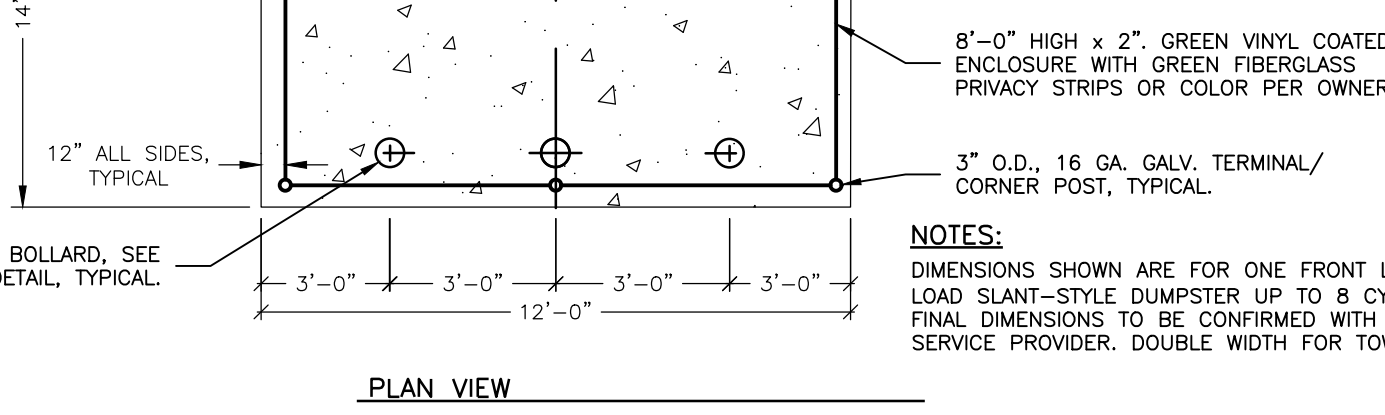 14'
8'-0" HIGH x 2". GREEN VINYL COATED
ENCLOSURE WITH GREEN FIBERGLASS
PRIVACY STRIPS OR COLOR PER OWNER
12" ALL SIDES,
TYPICAL
3" O.D., 16 GA. GALV. TERMINAL/
CORNER POST, TYPICAL.
BOLLARD, SEE
DETAIL, TYPICAL.
3'-0" 3'-0" 3'-0" 3'-0"
12'-0"
NOTES:
DIMENSIONS SHOWN ARE FOR ONE FRONT
LOAD SLANT-STYLE DUMPSTER UP TO 8
FINAL DIMENSIONS TO BE CONFIRMED WITH
SERVICE PROVIDER. DOUBLE WIDTH FOR
PLAN VIEW